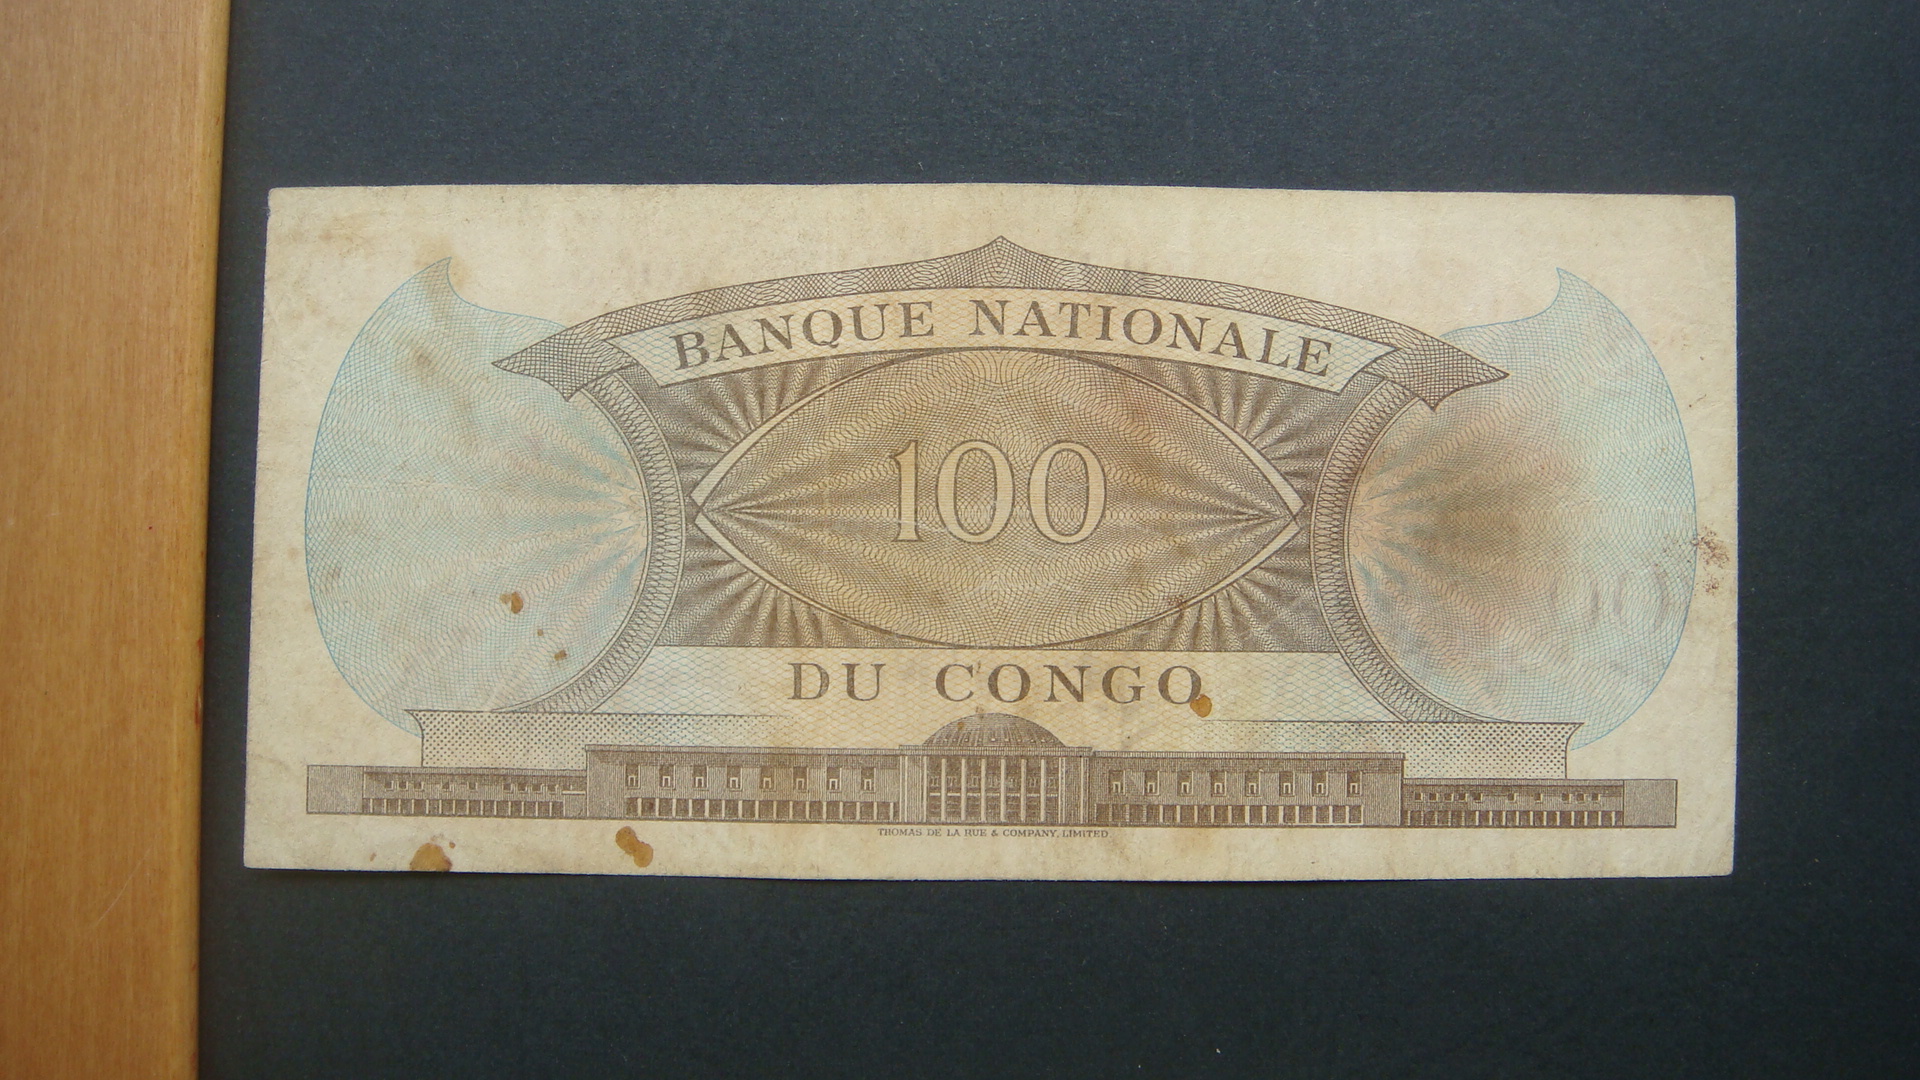 BANQUE NATIONALE
100
DU CONGO
THOMAS DE LA RUE & COMPANY, LIMITED.